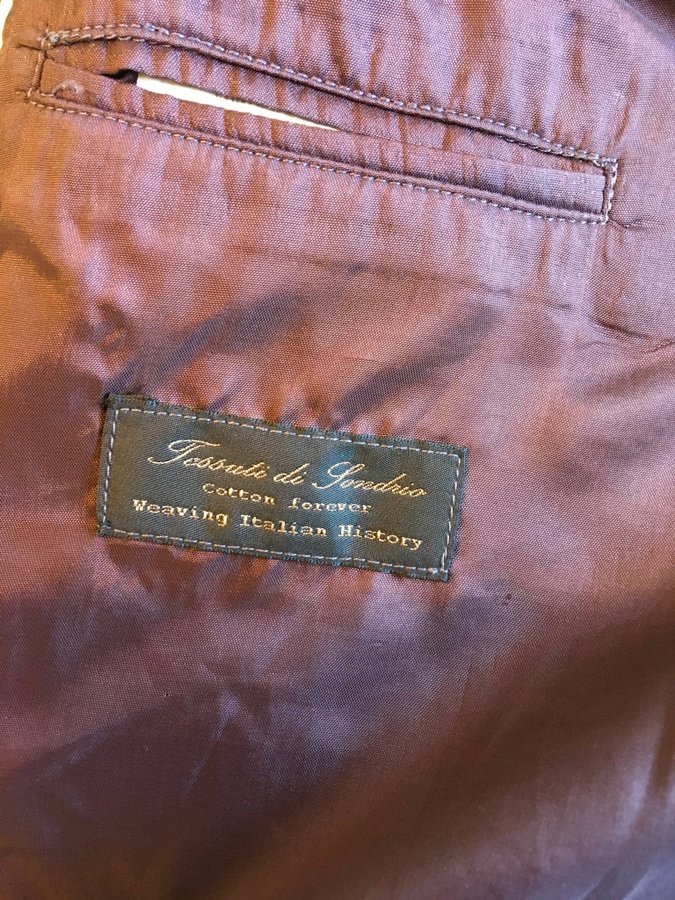 Tessuti di Sondrio
Cotton forever
Weaving Italian History